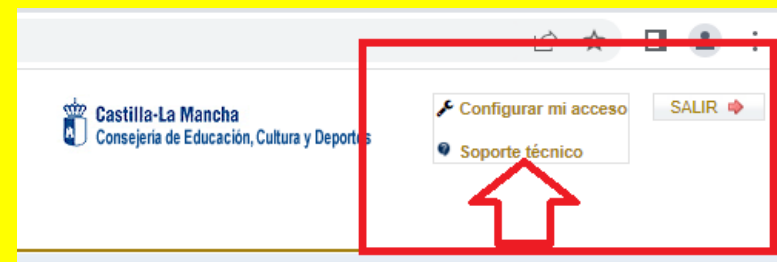 Castilla-La Mancha
Consejería de Educación, Cultura y Deportes
Configurar mi acceso
SALIR
Soporte técnico